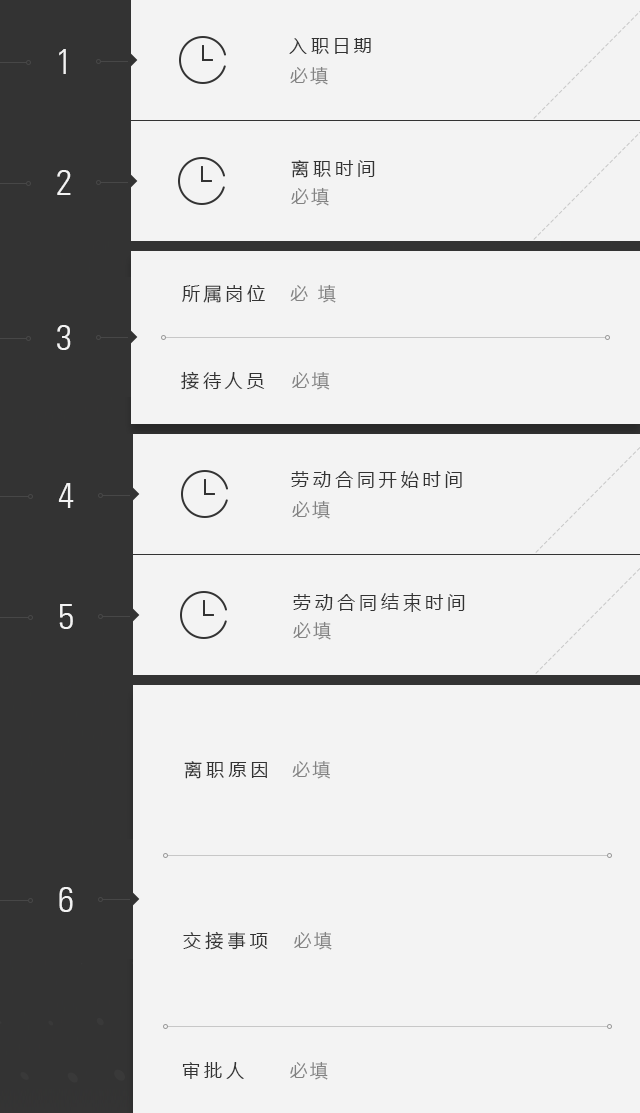 1
入职日期
必填
2
离职时间
必填
3
所属岗位 必 填
接待人员 必填
4
劳动合同开始时间
必填
5
劳动合同结束时间
必填
离职原因 必填
6
交接事项 必填
审批人 必填